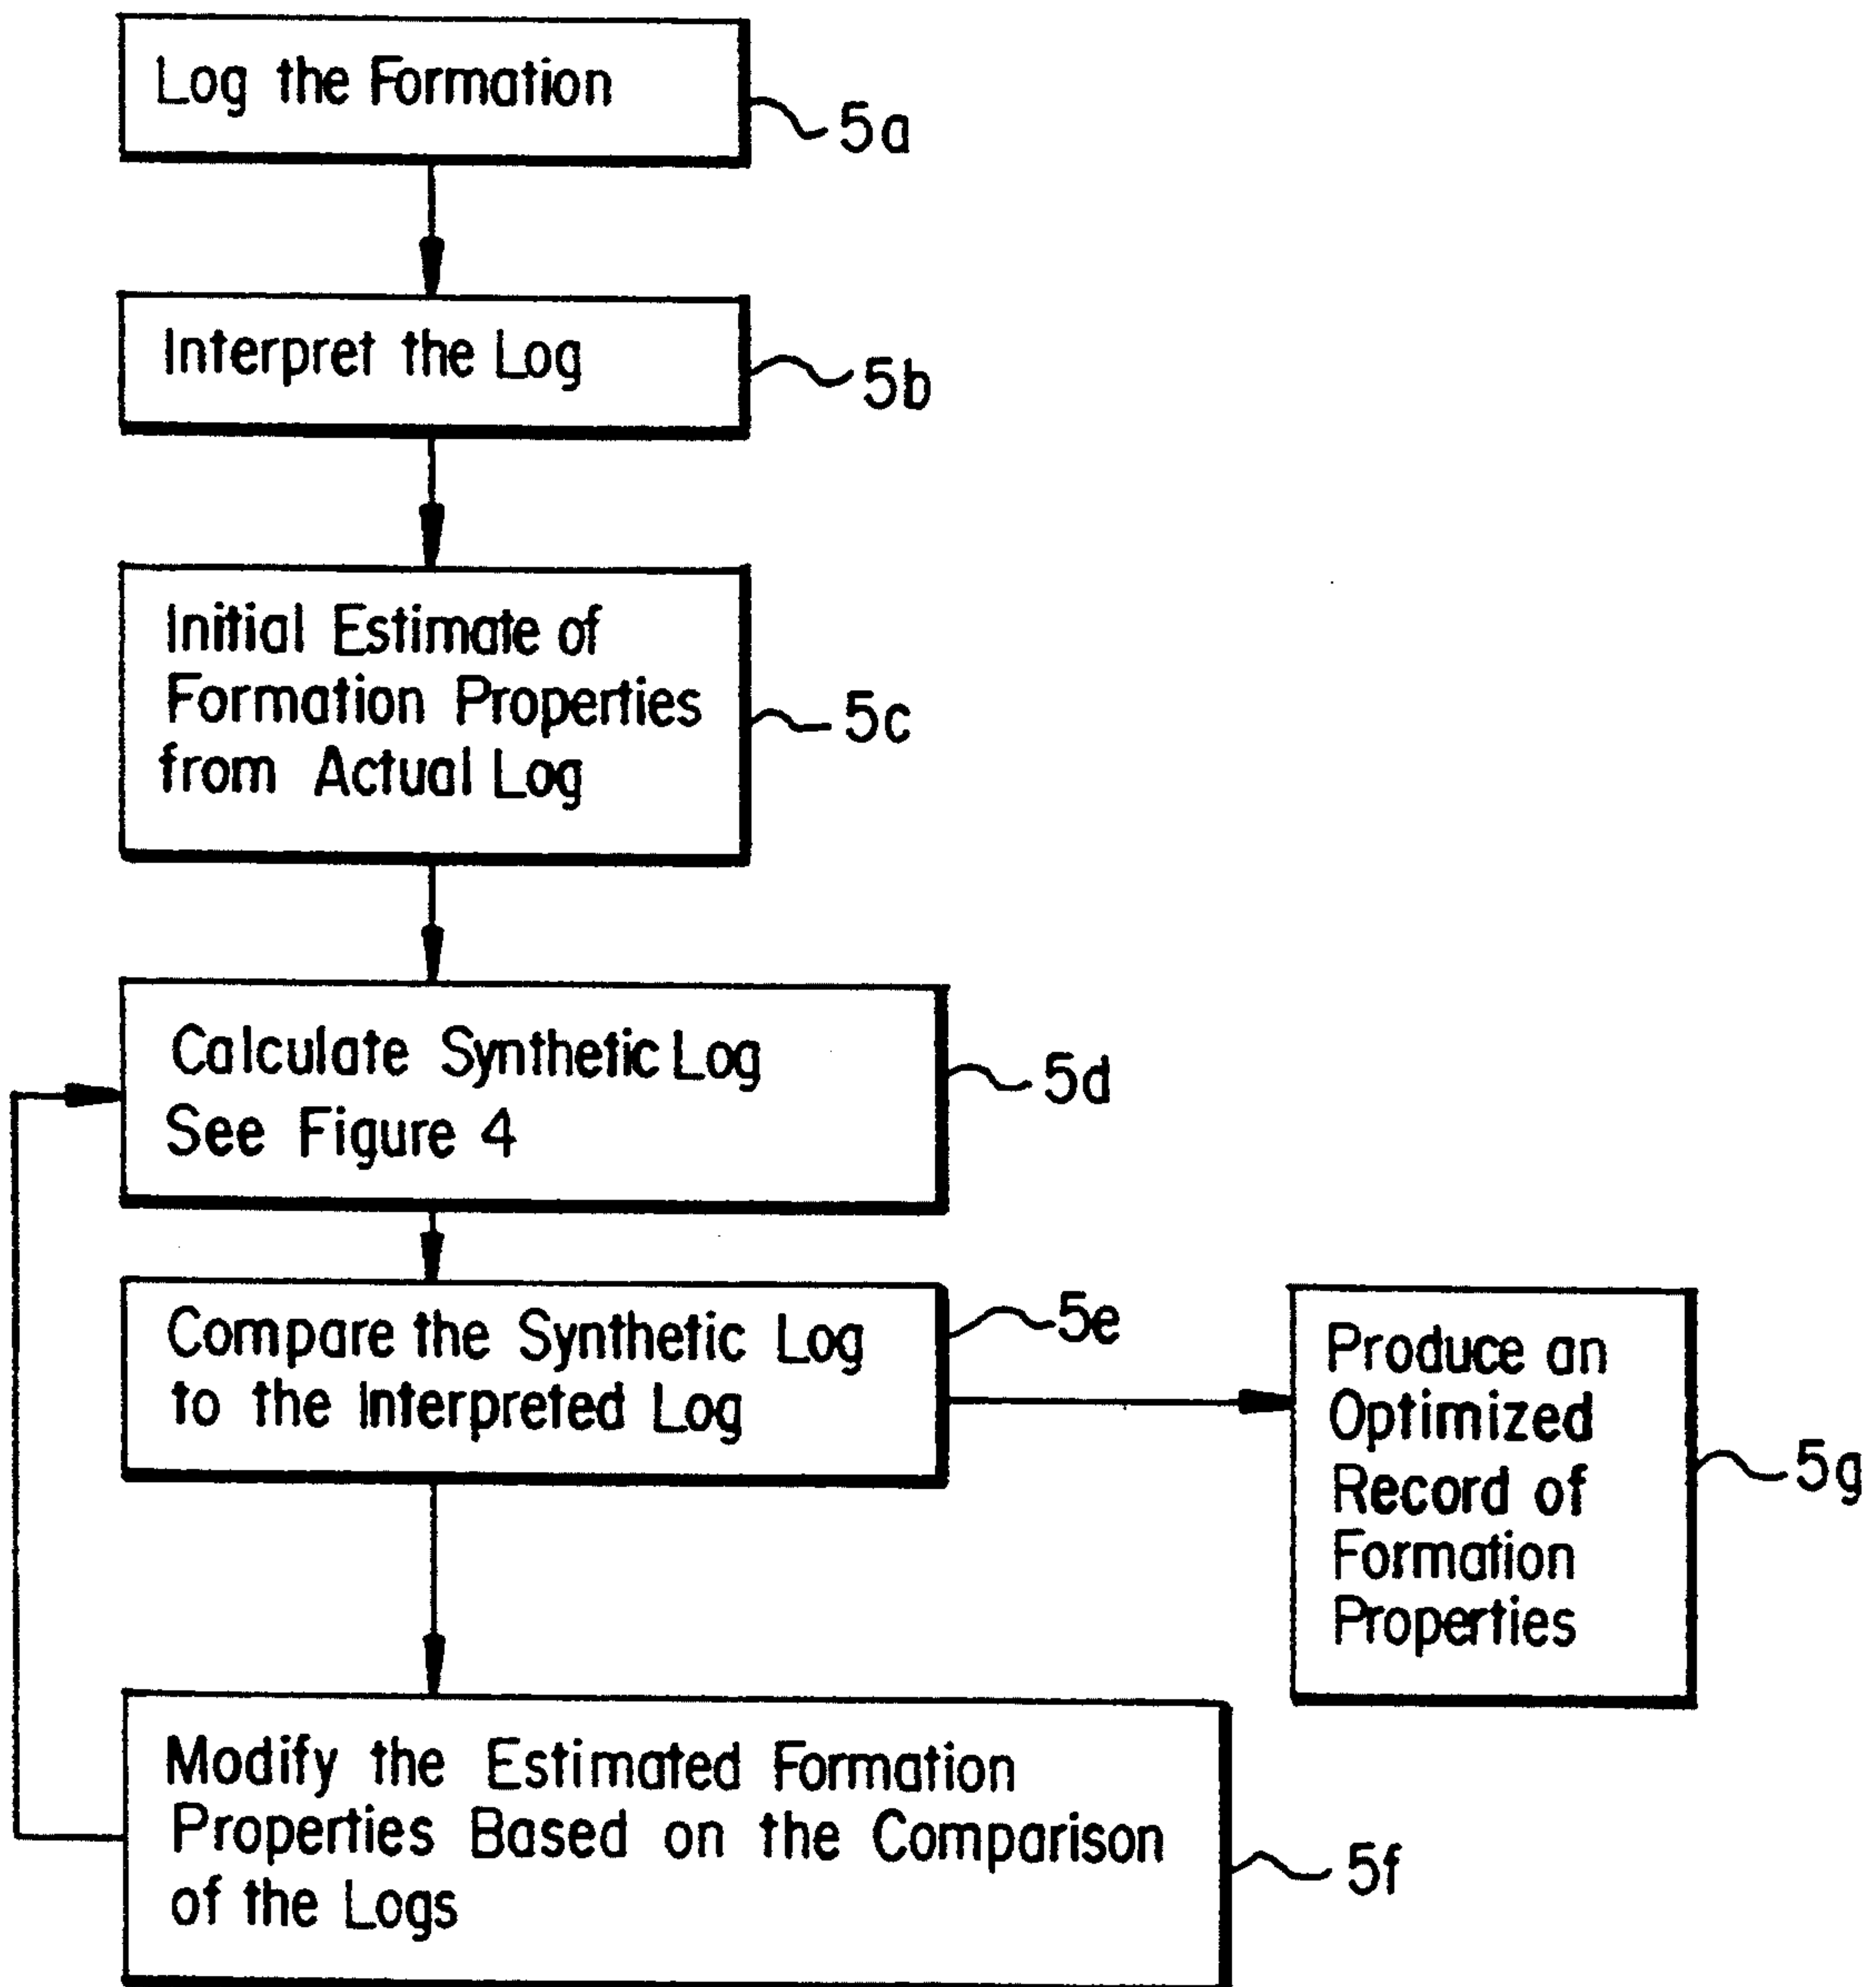 Log the Formation
5a
Interpret the Log
5b
Initial Estimate of
Formation Properties
from Actual Log
5c
Calculate Synthetic Log
See Figure 4
5d
Compare the Synthetic Log
to the Interpreted Log
5e
Produce an
Optimized
Record of
Formation
Properties
5g
Modify the Estimated Formation
Properties Based on the Comparison
of the Logs
5f